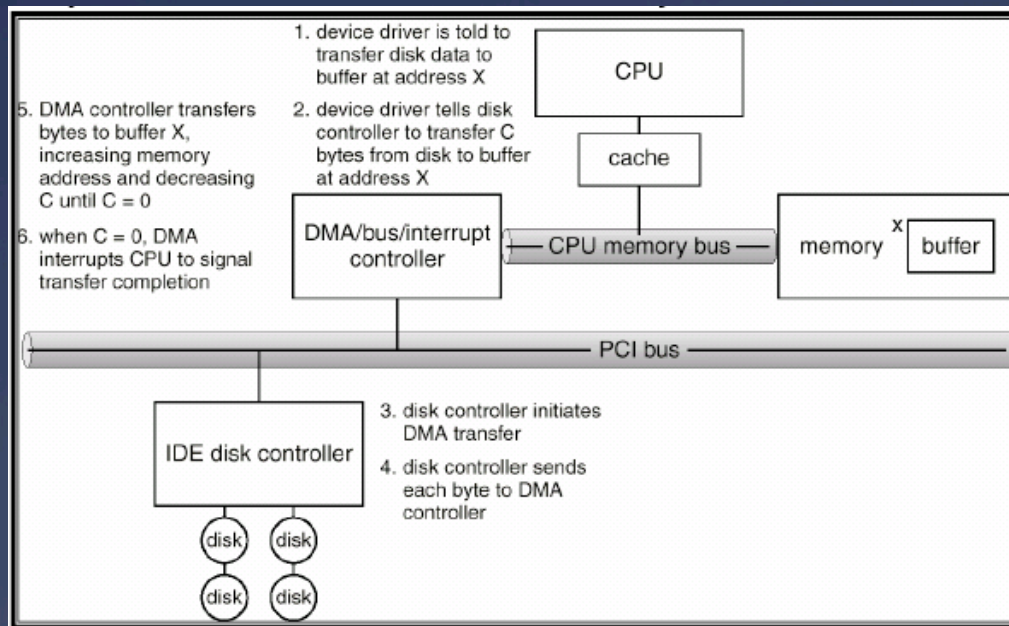 1. device driver is told to
transfer disk data to
buffer at address X
2. device driver tells disk
controller to transfer C
bytes from disk to buffer
at address X
CPU
cache
5. DMA controller transfers
bytes to buffer X,
increasing memory
address and decreasing
C until C = 0
6. when C = 0, DMA
interrupts CPU to signal
transfer completion
DMA/bus/interrupt
controller
CPU memory bus
memory
x
buffer
PCI bus
IDE disk controller
3. disk controller initiates
DMA transfer
4. disk controller sends
each byte to DMA
controller
disk
disk
disk
disk